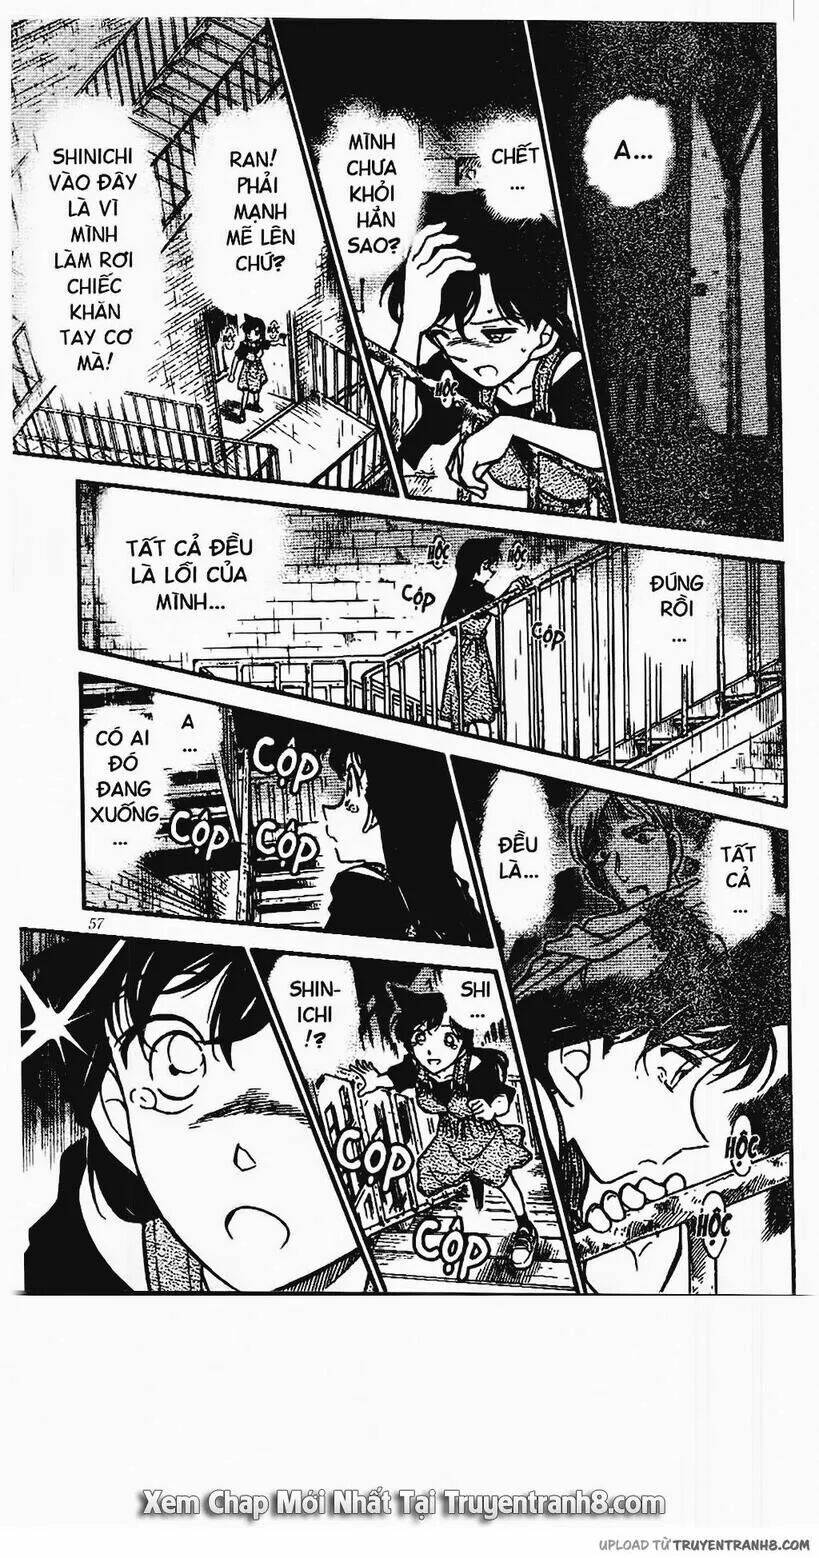 A...
CHẾT
...
MÌNH
CHƯA
KHỎI
HẲN
SAO?
HỘC
RAN!
PHẢI
MẠNH
MẼ LÊN
CHỨ?
SHINICHI
VÀO ĐÂY
LÀ VÌ
MÌNH
LÀM RƠI
CHIẾC
KHĂN
TAY CƠ
MÀ!
ĐÚNG
RỒI
...
HỘC
HỘC
CỘP
CỘP
TẤT CẢ ĐỀU
LÀ LỖI CỦA
MÌNH...
TẤT
CẢ
...
ĐỀU
LÀ...
HỘC
HỘC
CỘP
CỘP
CỘP
A
...
CÓ AI
ĐÓ
ĐANG
XUỐNG
...
57
SHI
...
SHIN-
ICHI
!?
CỘP
CỘP
Xem Chap Mới Nhất Tại Truyentranh8.com
UPLOAD TỪ TRUYENTRANH8.COM